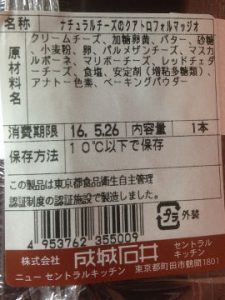 名称 ナチュラルチーズのクアトロフォルマッジオ
原材料名
クリームチーズ、加糖卵黄、バター、砂糖
、小麦粉、卵、パルメザンチーズ、マスカ
ルポーネ、マリボーチーズ、レッドチェダ
ーチーズ、食塩、安定剤（増粘多糖類）、
アナトー色素、ベーキングパウダー
消費期限 16. 5.26 内容量 1本
保存方法 10℃以下で保存
この製品は東京都食品衛生自主管理
認証制度の認証施設で製造しました。
プラ 外装
4 953762 355009
株式会社 成城石井 セントラルキッチン
ニュー セントラルキッチン 東京都町田市鶴間1801